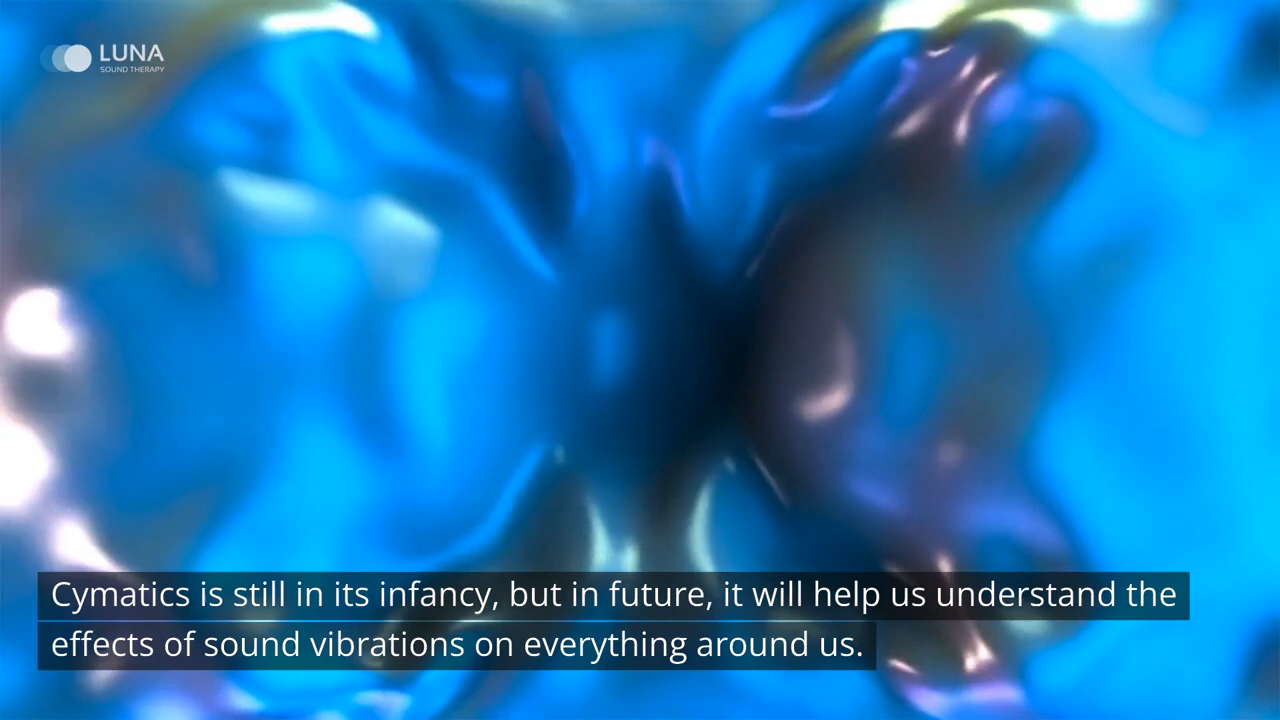 LUNA
SOUND THERAPY
Cymatics is still in its infancy, but in future, it will help us understand the
effects of sound vibrations on everything around us.